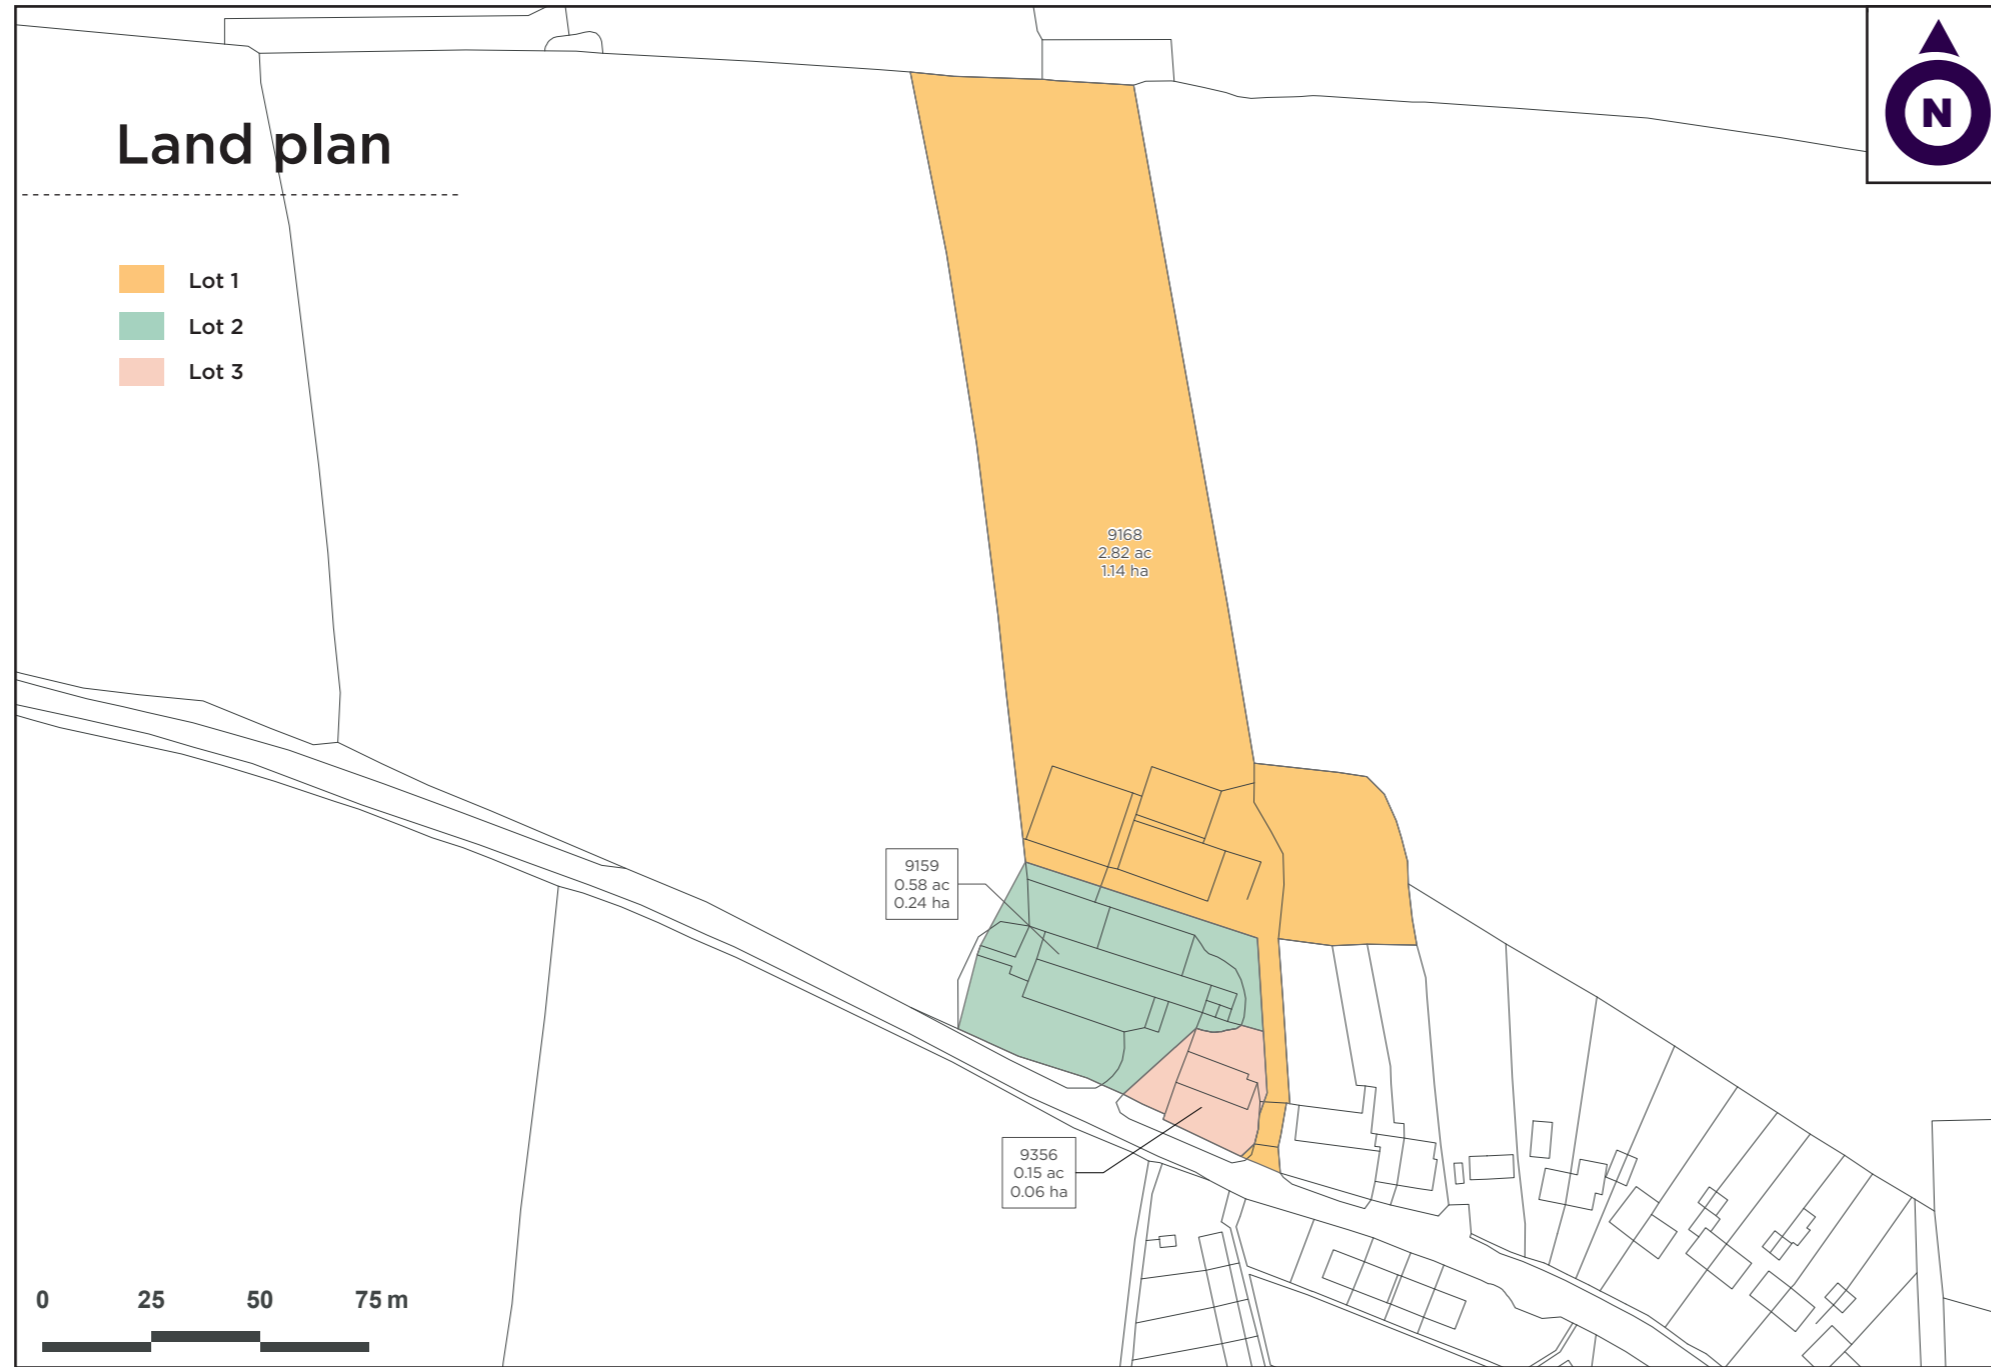 Land plan
N
Lot 1
Lot 2
Lot 3
9168
2.82 ac
1.14 ha
9159
0.58 ac
0.24 ha
9356
0.15 ac
0.06 ha
0 25 50 75 m